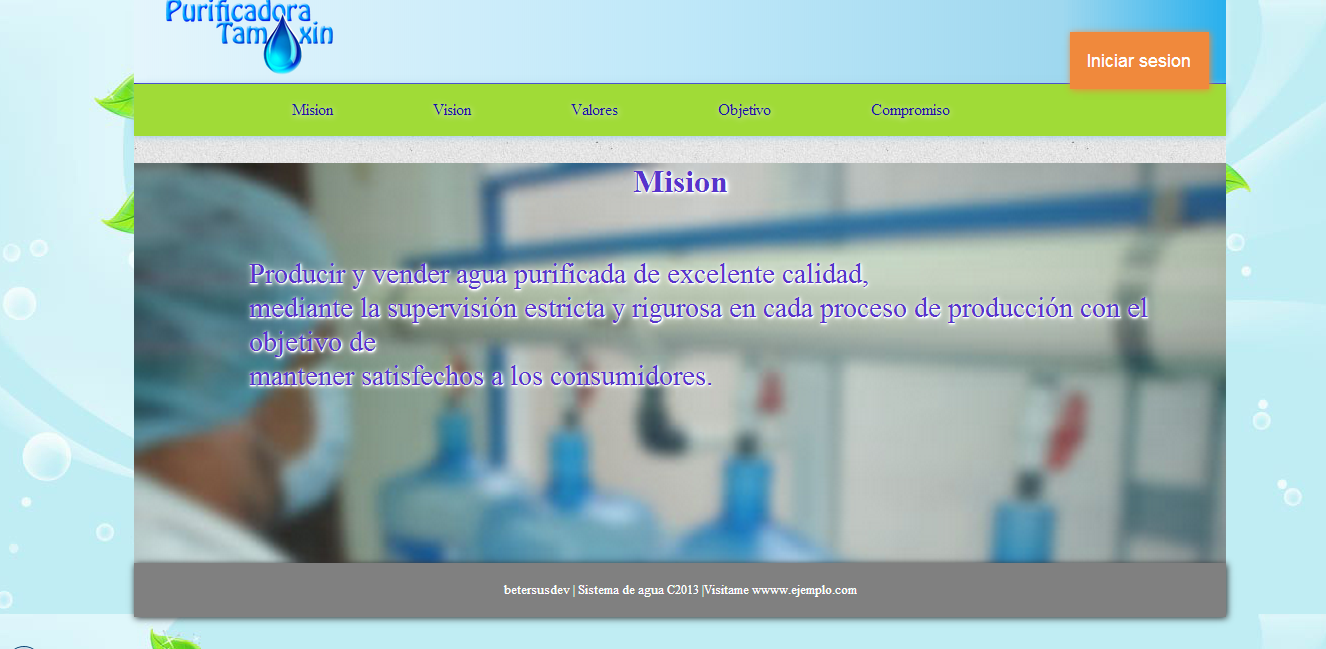 Purificadora
Tam xin
Iniciar sesion
Mision Vision Valores Objetivo Compromiso
Mision
Producir y vender agua purificada de excelente calidad,
mediante la supervisión estricta y rigurosa en cada proceso de producción con el
objetivo de
mantener satisfechos a los consumidores.
betersusdev | Sistema de agua C2013 |Visitame wwww.ejemplo.com